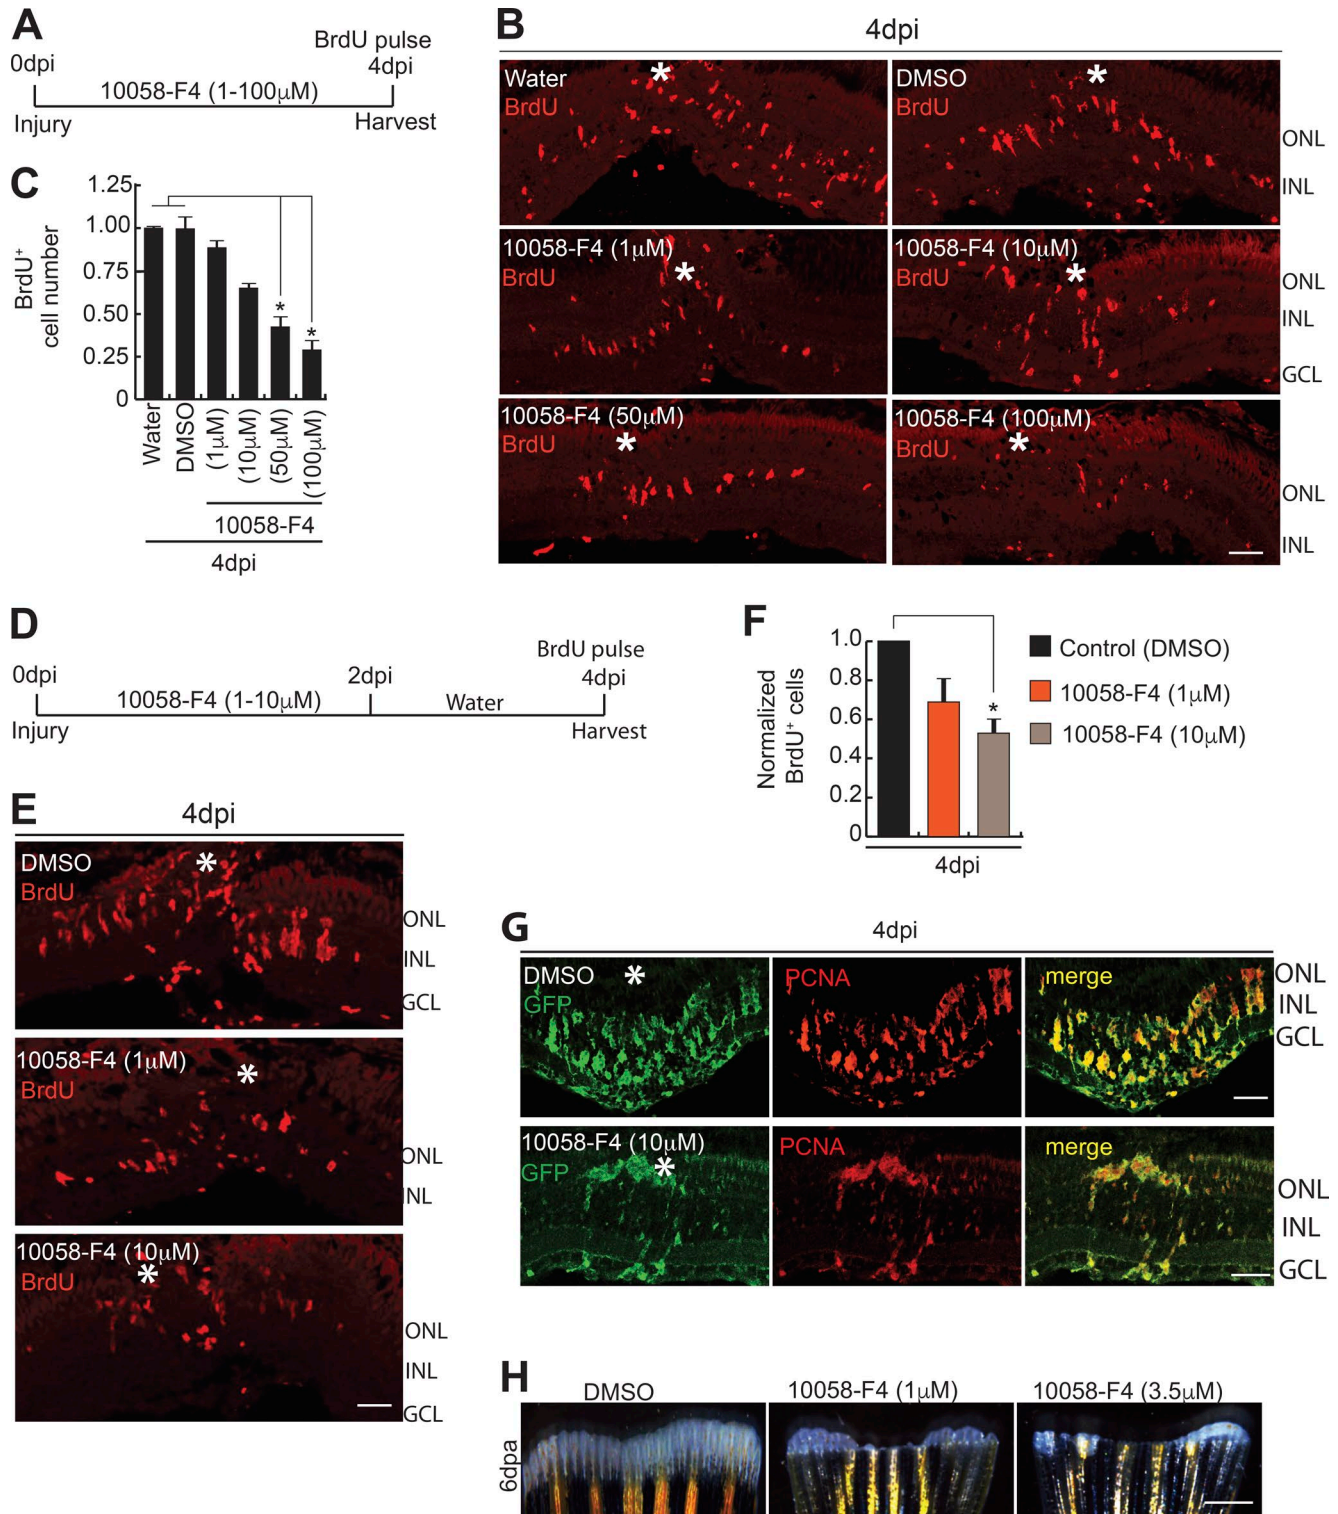 A
BrdU pulse
0dpi
4dpi
10058-F4 (1-100μM)
Injury
Harvest
B
4dpi
Water
BrdU
DMSO
BrdU
ONL
INL
10058-F4 (1μM)
BrdU
10058-F4 (10μM)
BrdU
ONL
INL
GCL
10058-F4 (50μM)
BrdU
10058-F4 (100μM)
BrdU
ONL
INL
C
BrdU+
cell number
1.25
1.00
0.75
0.50
0.25
0
* *
Water
DMSO
(1μM)
(10μM)
(50μM)
(100μM)
10058-F4
4dpi
D
BrdU pulse
0dpi
2dpi
4dpi
10058-F4 (1-10μM)
Water
Injury
Harvest
E
4dpi
DMSO
BrdU
ONL
INL
GCL
10058-F4 (1μM)
BrdU
ONL
INL
10058-F4 (10μM)
BrdU
ONL
INL
GCL
F
Normalized
BrdU+ cells
1.0
0.8
0.6
0.4
0.2
0
*
4dpi
Control (DMSO)
10058-F4 (1μM)
10058-F4 (10μM)
G
4dpi
DMSO
GFP
PCNA
merge
ONL
INL
GCL
10058-F4 (10μM)
GFP
PCNA
merge
ONL
INL
GCL
H
DMSO
10058-F4 (1μM)
10058-F4 (3.5μM)
6dpa